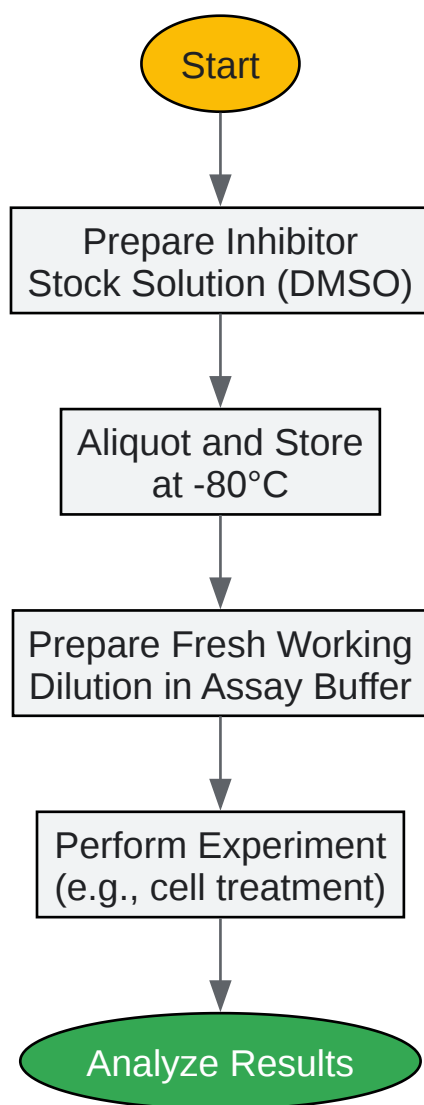 Start
Prepare Inhibitor
Stock Solution (DMSO)
Aliquot and Store
at -80°C
Prepare Fresh Working
Dilution in Assay Buffer
Perform Experiment
(e.g., cell treatment)
Analyze Results